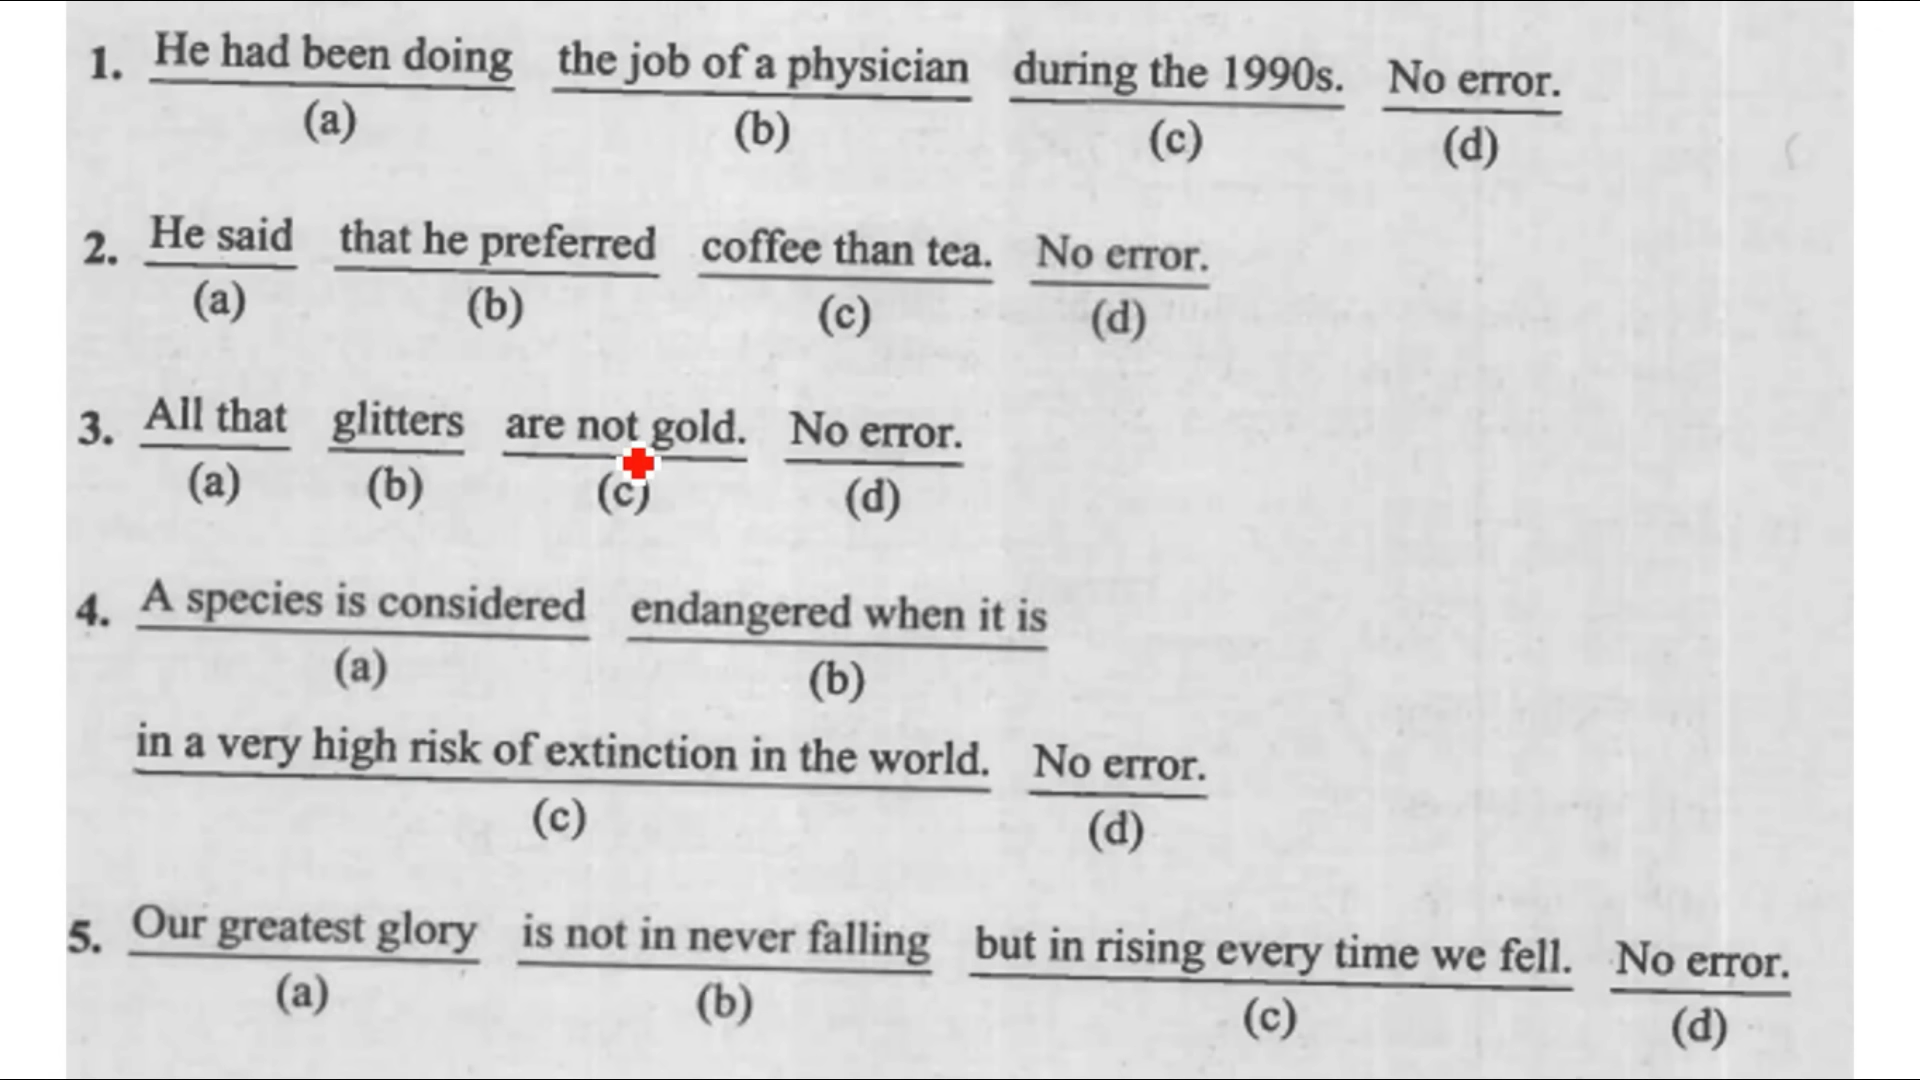 1. He had been doing the job of a physician during the 1990s. No error.
(a) (b) (c) (d)
2. He said that he preferred coffee than tea. No error.
(a) (b) (c) (d)
3. All that glitters are not gold. No error.
(a) (b) (c) (d)
4. A species is considered endangered when it is
(a) (b)
in a very high risk of extinction in the world. No error.
(c) (d)
5. Our greatest glory is not in never falling but in rising every time we fell. No error.
(a) (b) (c) (d)